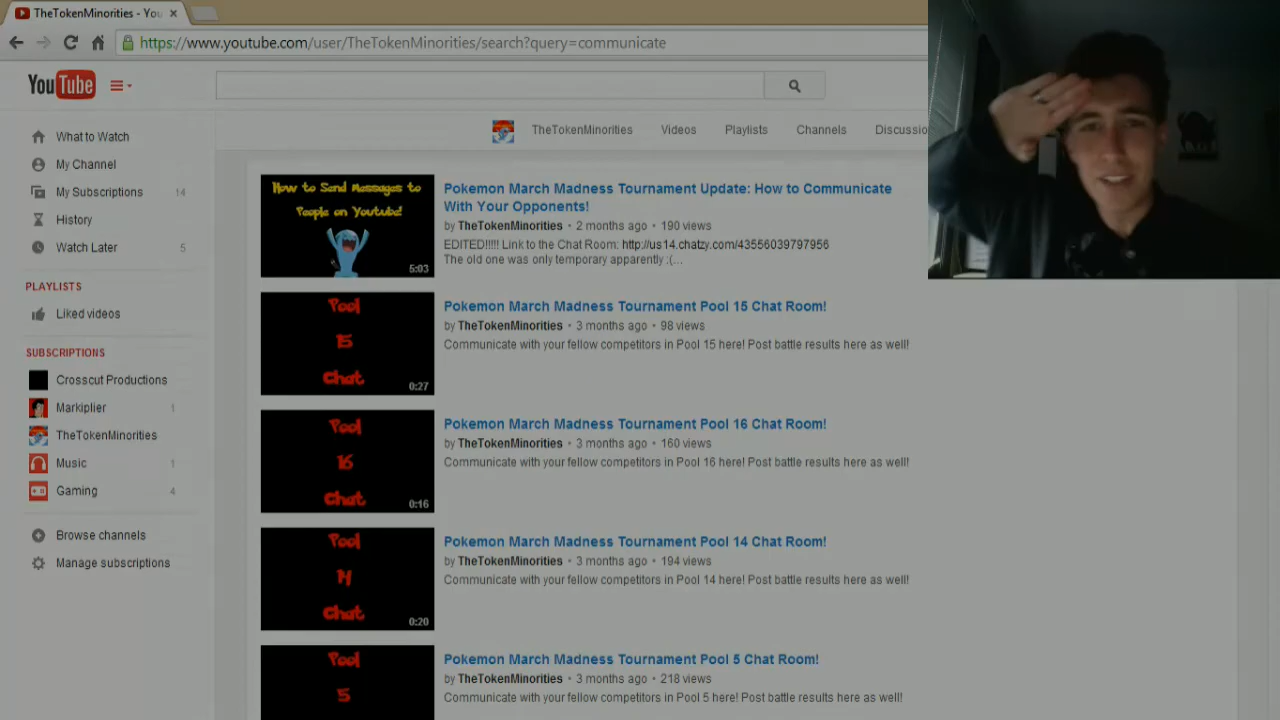 TheTokenMinorities - You
https://www.youtube.com/user/TheTokenMinorities/search?query=communicate
YouTube
TheTokenMinorities Videos Playlists Channels Discussio
What to Watch
My Channel
My Subscriptions 14
History
Watch Later 5
PLAYLISTS
Liked videos
SUBSCRIPTIONS
Crosscut Productions
Markiplier 1
TheTokenMinorities
Music 1
Gaming 4
Browse channels
Manage subscriptions
How to Send Messages to
People on Youtube!
5:03
Pokemon March Madness Tournament Update: How to Communicate
With Your Opponents!
by TheTokenMinorities • 2 months ago • 190 views
EDITED!!!!! Link to the Chat Room: http://us14.chatzy.com/43556039797956
The old one was only temporary apparently :(...
Pool
15
Chat
0:27
Pokemon March Madness Tournament Pool 15 Chat Room!
by TheTokenMinorities • 3 months ago • 98 views
Communicate with your fellow competitors in Pool 15 here! Post battle results here as well!
Pool
16
Chat
0:16
Pokemon March Madness Tournament Pool 16 Chat Room!
by TheTokenMinorities • 3 months ago • 160 views
Communicate with your fellow competitors in Pool 16 here! Post battle results here as well!
Pool
14
Chat
0:20
Pokemon March Madness Tournament Pool 14 Chat Room!
by TheTokenMinorities • 3 months ago • 194 views
Communicate with your fellow competitors in Pool 14 here! Post battle results here as well!
Pool
5
Pokemon March Madness Tournament Pool 5 Chat Room!
by TheTokenMinorities • 3 months ago • 218 views
Communicate with your fellow competitors in Pool 5 here! Post battle results here as well!